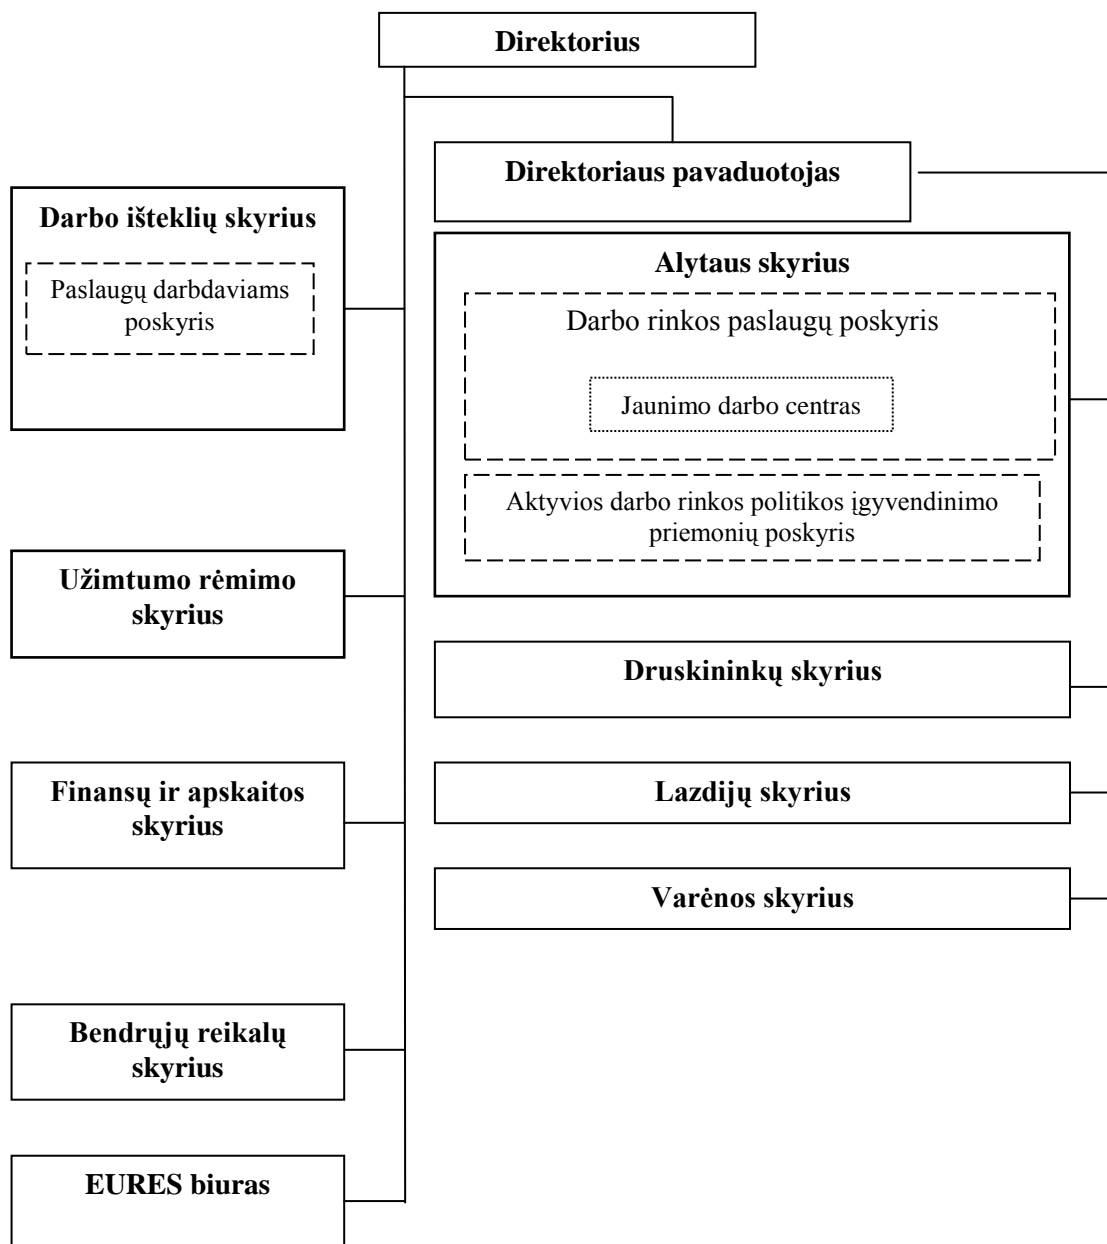 Direktorius
Direktoriaus pavaduotojas
Darbo išteklių skyrius
Paslaugų darbdaviams
poskyris
Alytaus skyrius
Darbo rinkos paslaugų poskyris
Jaunimo darbo centras
Aktyvios darbo rinkos politikos įgyvendinimo
priemonių poskyris
Užimtumo rėmimo
skyrius
Druskininkų skyrius
Finansų ir apskaitos
skyrius
Lazdijų skyrius
Varėnos skyrius
Bendrųjų reikalų
skyrius
EURES biuras